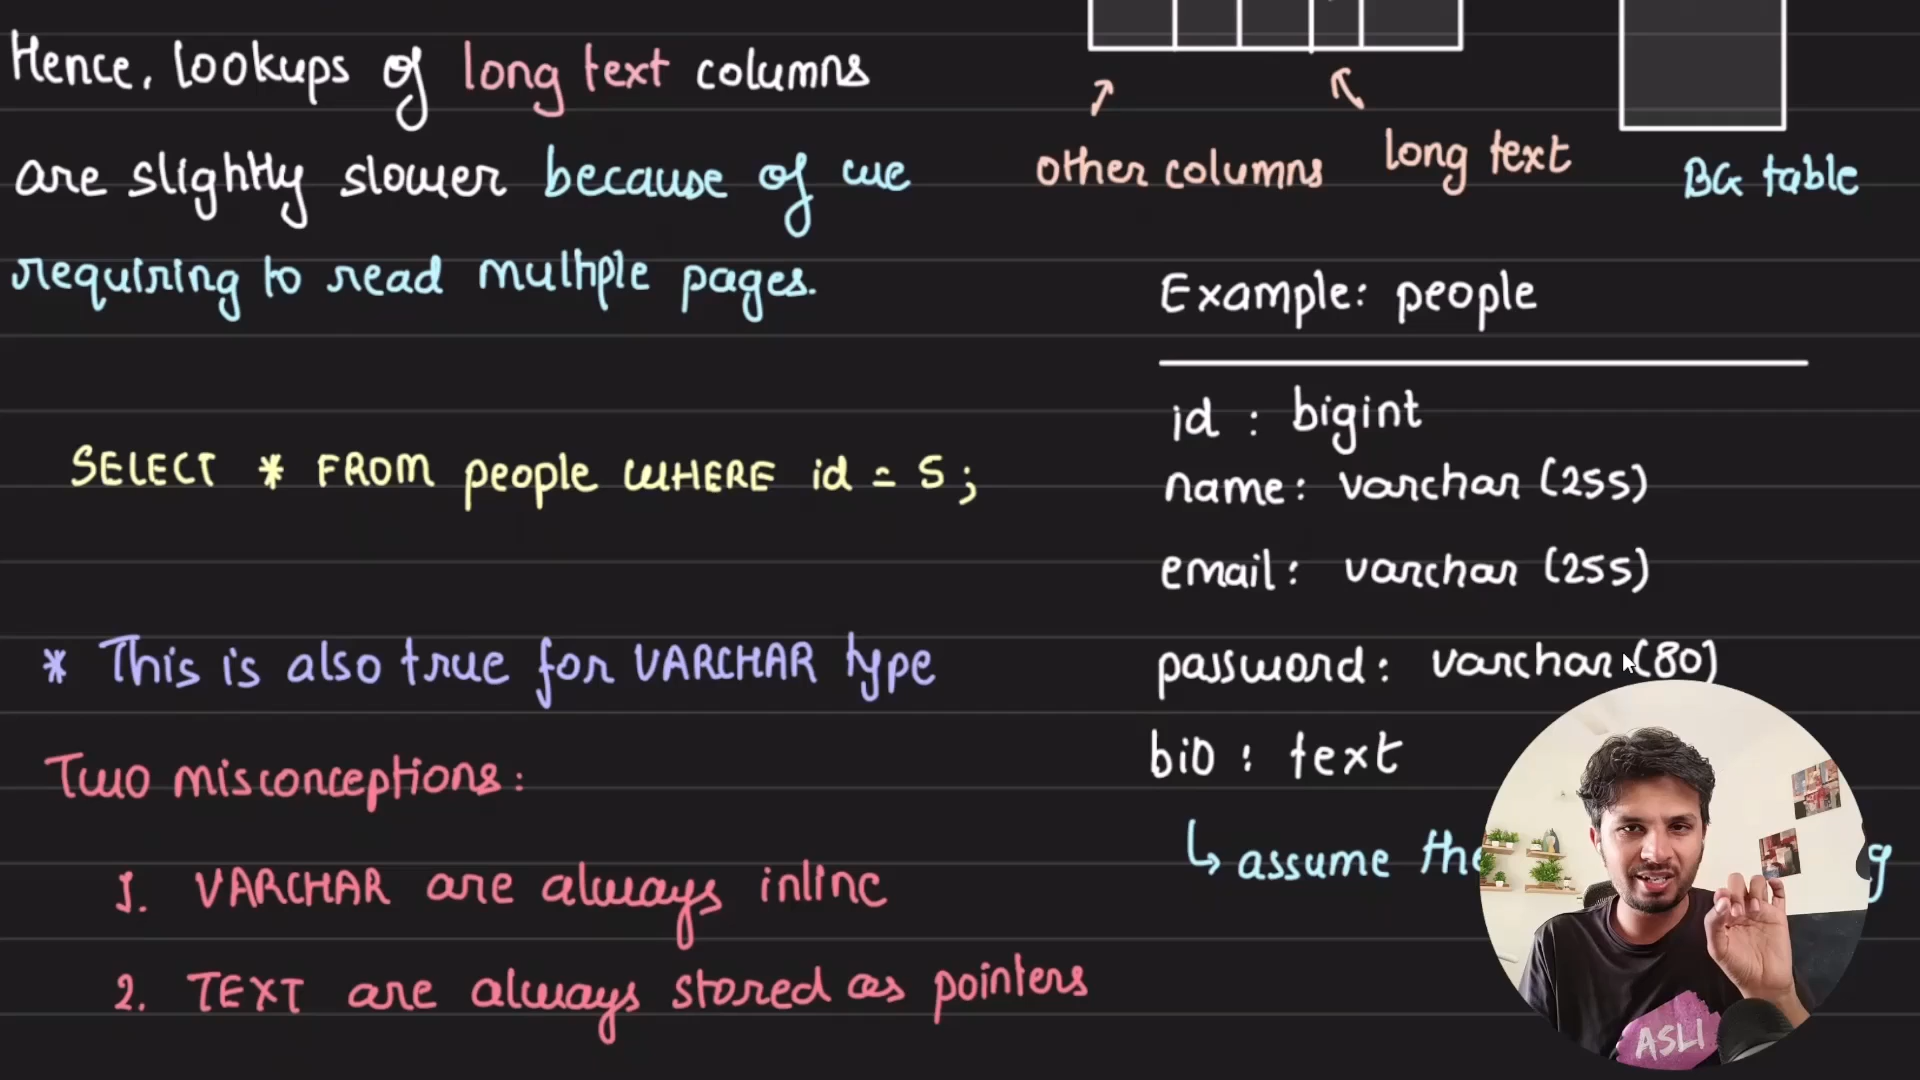 Hence, lookups of long text columns
are slightly slower because of we
requiring to read multiple pages.
SELECT * FROM people WHERE id = 5;
* This is also true for VARCHAR type
Two misconceptions:
1. VARCHAR are always inline
2. TEXT are always stored as pointers
other columns
long text
BG table
Example: people
id : bigint
name: varchar (255)
email: varchar (255)
password: varchar (80)
bio : text
↳ assume the
ASLI